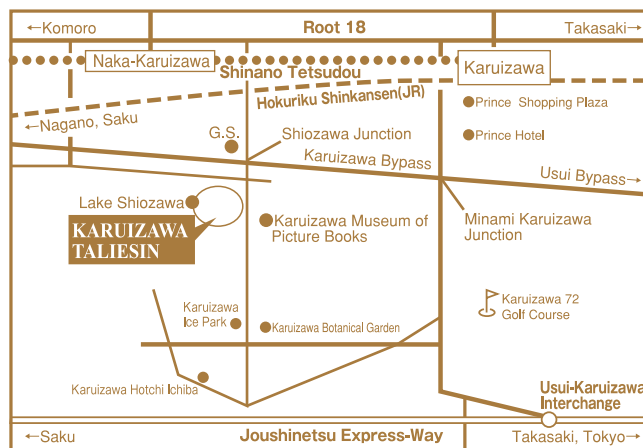 ←Komoro
Root 18
Takasaki→
Naka-Karuizawa
Shinano Tetsudou
Karuizawa
Hokuriku Shinkansen(JR)
←Nagano, Saku
Prince Shopping Plaza
Prince Hotel
G.S.
Shiozawa Junction
Karuizawa Bypass
Usui Bypass→
Lake Shiozawa
KARUIZAWA
TALIESIN
Karuizawa Museum of
Picture Books
Minami Karuizawa
Junction
Karuizawa
Ice Park
Karuizawa Botanical Garden
Karuizawa 72
Golf Course
Karuizawa Hotchi Ichiba
Usui-Karuizawa
Interchange
←Saku
Joushinetsu Express-Way
Takasaki, Tokyo→